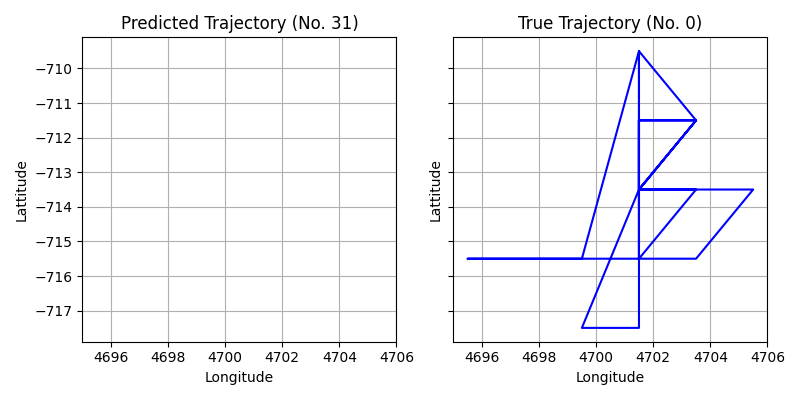 Predicted Trajectory (No. 31)
True Trajectory (No. 0)
−710
−711
−712
−713
−714
−715
−716
−717
Lattitude
Lattitude
4696 4698 4700 4702 4704 4706
4696 4698 4700 4702 4704 4706
Longitude
Longitude